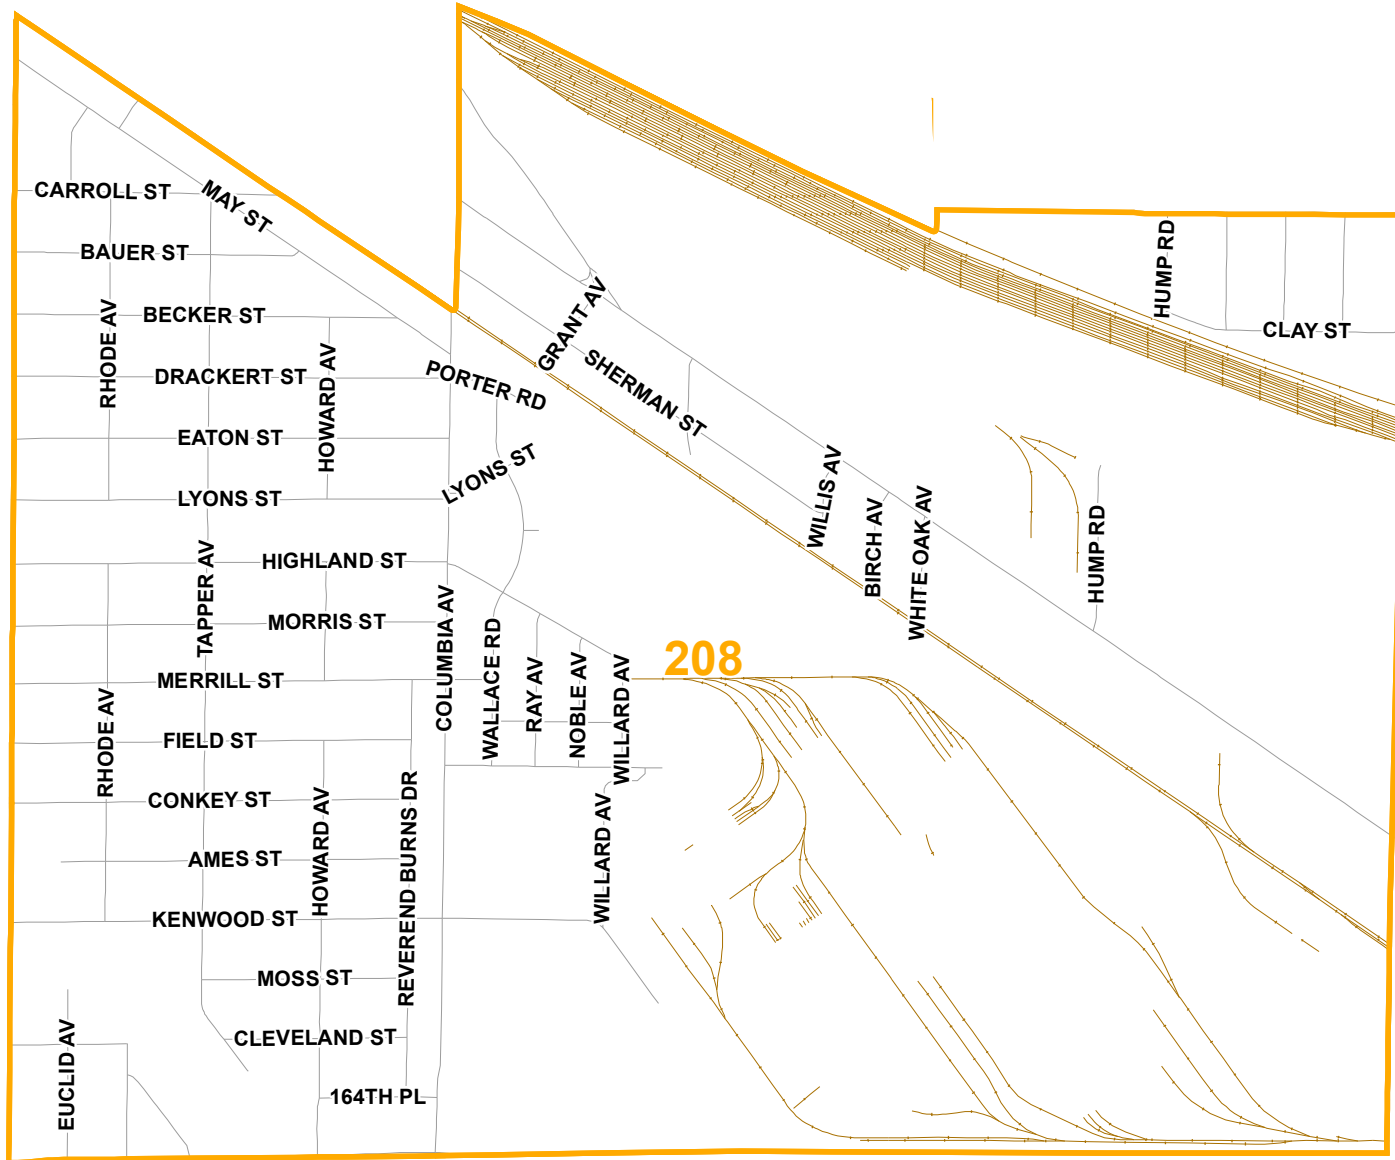 CARROLL ST
MAY ST
HUMP RD
BAUER ST
GRANT AV
BECKER ST
CLAY ST
RHODE AV
HOWARD AV
DRACKERT ST
PORTER RD
SHERMAN ST
EATON ST
LYONS ST
LYONS ST
WILLIS AV
BIRCH AV
WHITE OAK AV
HUMP RD
TAPPER AV
HIGHLAND ST
COLUMBIA AV
MORRIS ST
WALLACE RD
RAY AV
NOBLE AV
WILLARD AV
208
MERRILL ST
RHODE AV
FIELD ST
CONKEY ST
HOWARD AV
REVEREND BURNS DR
WILLARD AV
AMES ST
KENWOOD ST
MOSS ST
CLEVELAND ST
EUCLID AV
164TH PL